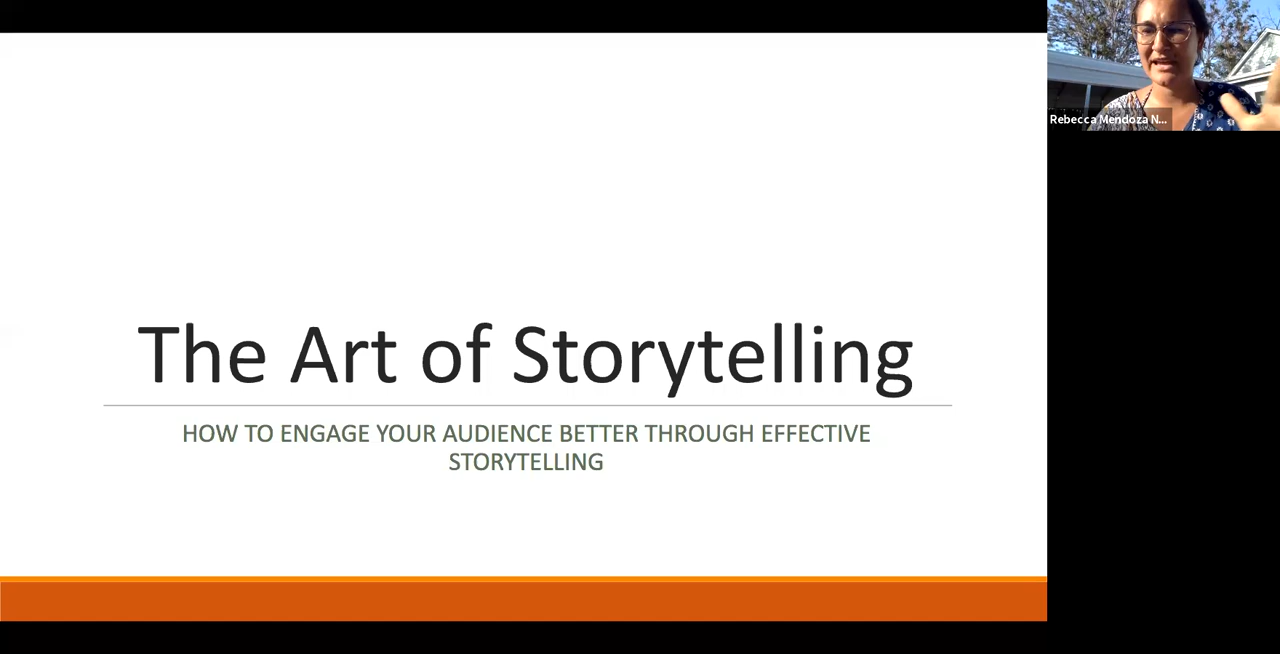 The Art of Storytelling
HOW TO ENGAGE YOUR AUDIENCE BETTER THROUGH EFFECTIVE
STORYTELLING
Rebecca Mendoza N...